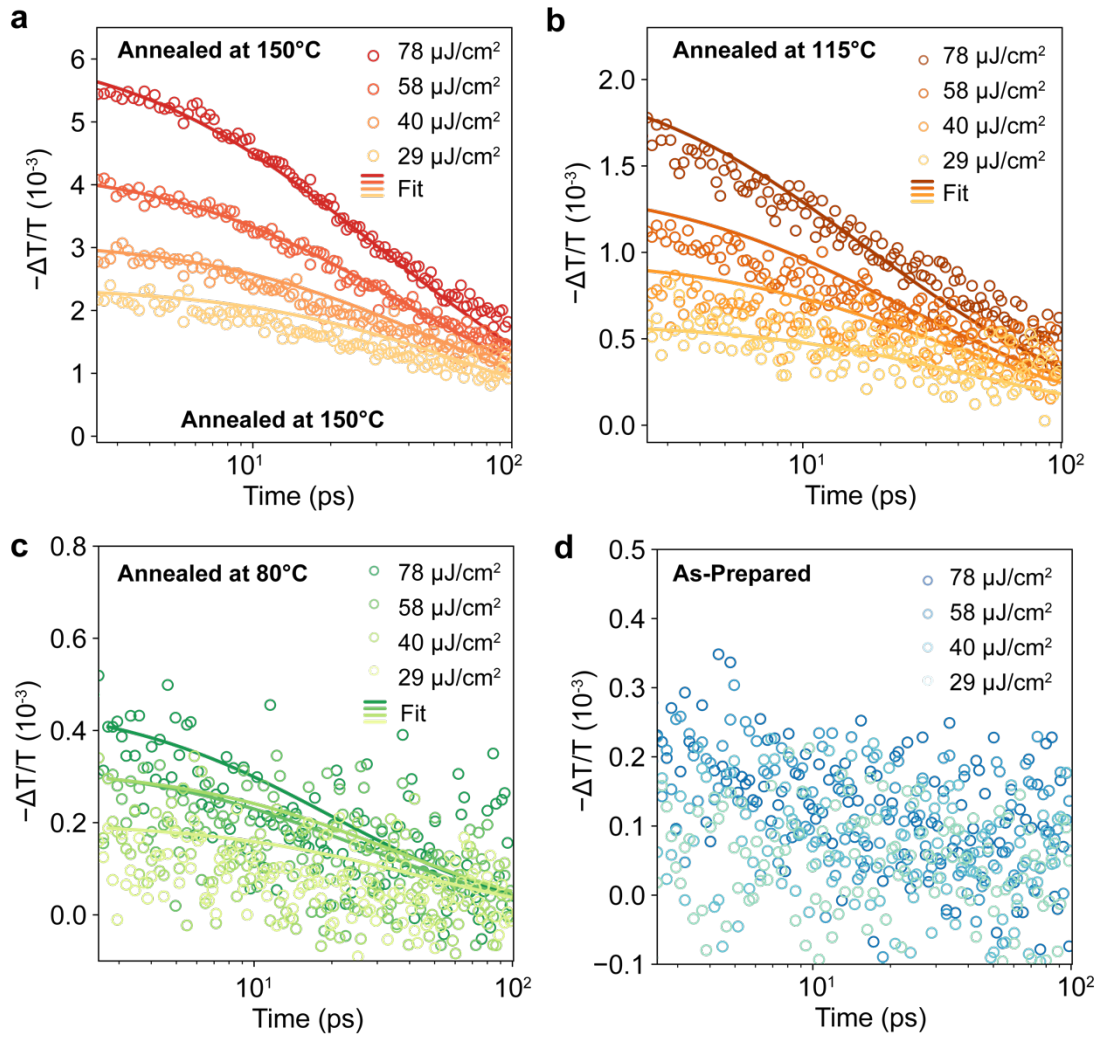 a
Annealed at 150°C
78 µJ/cm²
58 µJ/cm²
40 µJ/cm²
29 µJ/cm²
Fit
Annealed at 150°C
−ΔT/T (10⁻³)
6
5
4
3
2
1
0
10¹
10²
Time (ps)
b
Annealed at 115°C
78 µJ/cm²
58 µJ/cm²
40 µJ/cm²
29 µJ/cm²
Fit
−ΔT/T (10⁻³)
2.0
1.5
1.0
0.5
0.0
10¹
10²
Time (ps)
c
Annealed at 80°C
78 µJ/cm²
58 µJ/cm²
40 µJ/cm²
29 µJ/cm²
Fit
−ΔT/T (10⁻³)
0.8
0.6
0.4
0.2
0.0
10¹
10²
Time (ps)
d
As-Prepared
78 µJ/cm²
58 µJ/cm²
40 µJ/cm²
29 µJ/cm²
−ΔT/T (10⁻³)
0.5
0.4
0.3
0.2
0.1
0.0
−0.1
10¹
10²
Time (ps)